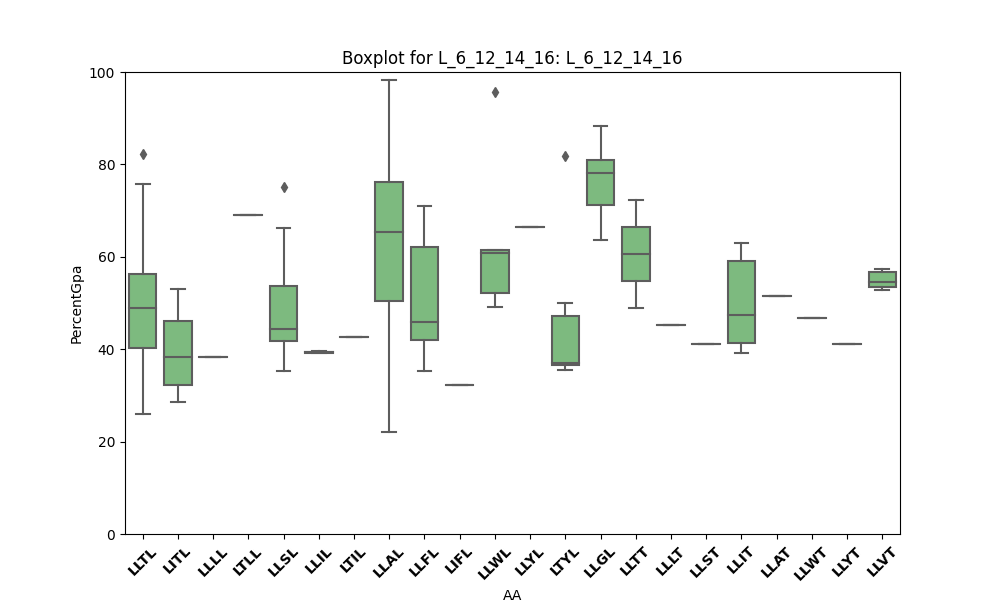 Boxplot for L_6_12_14_16: L_6_12_14_16
100
80
60
40
20
0
PercentGpa
LLTL LITL LLLL LTLL LLSL LLIL LTIL LLAL LLFL LIFL LLWL LLYL LTYL LLGL LLTT LLLT LLST LLIT LLAT LLWT LLYT LLVT
AA